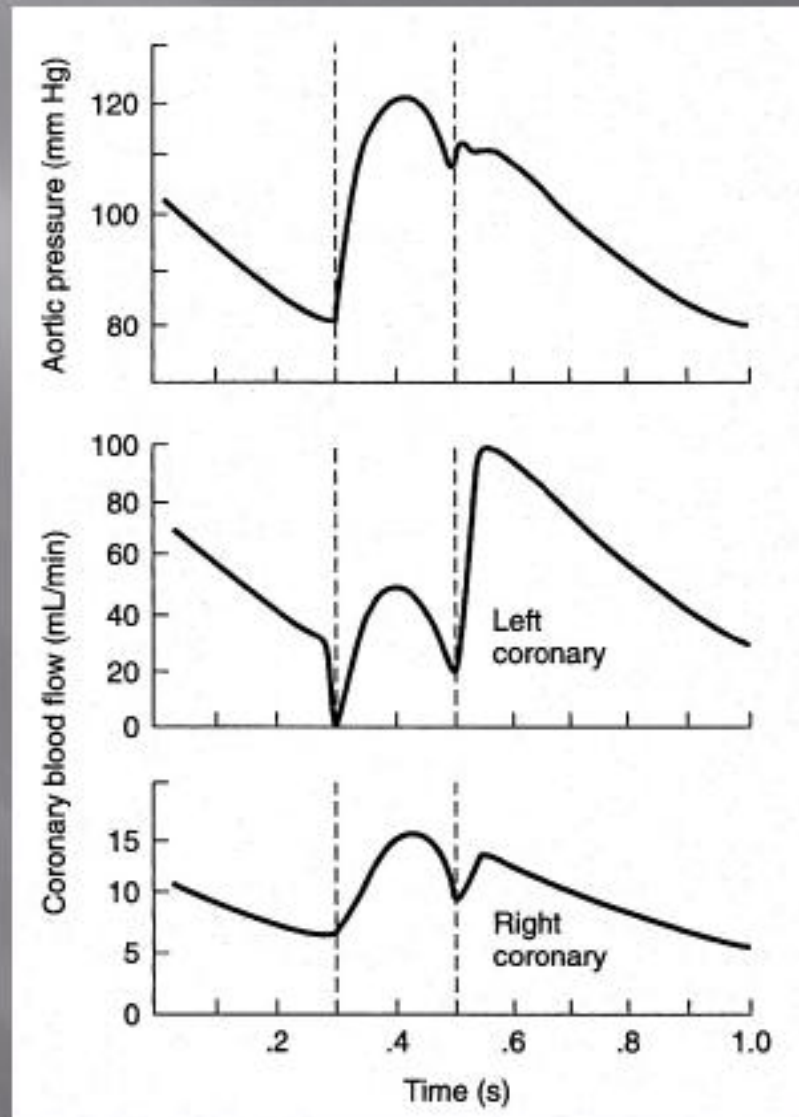 Aortic pressure (mm Hg)
120
100
80
Coronary blood flow (mL/min)
100
80
60
40
20
0
Left
coronary
15
10
5
0
Right
coronary
.2
.4
.6
.8
1.0
Time (s)